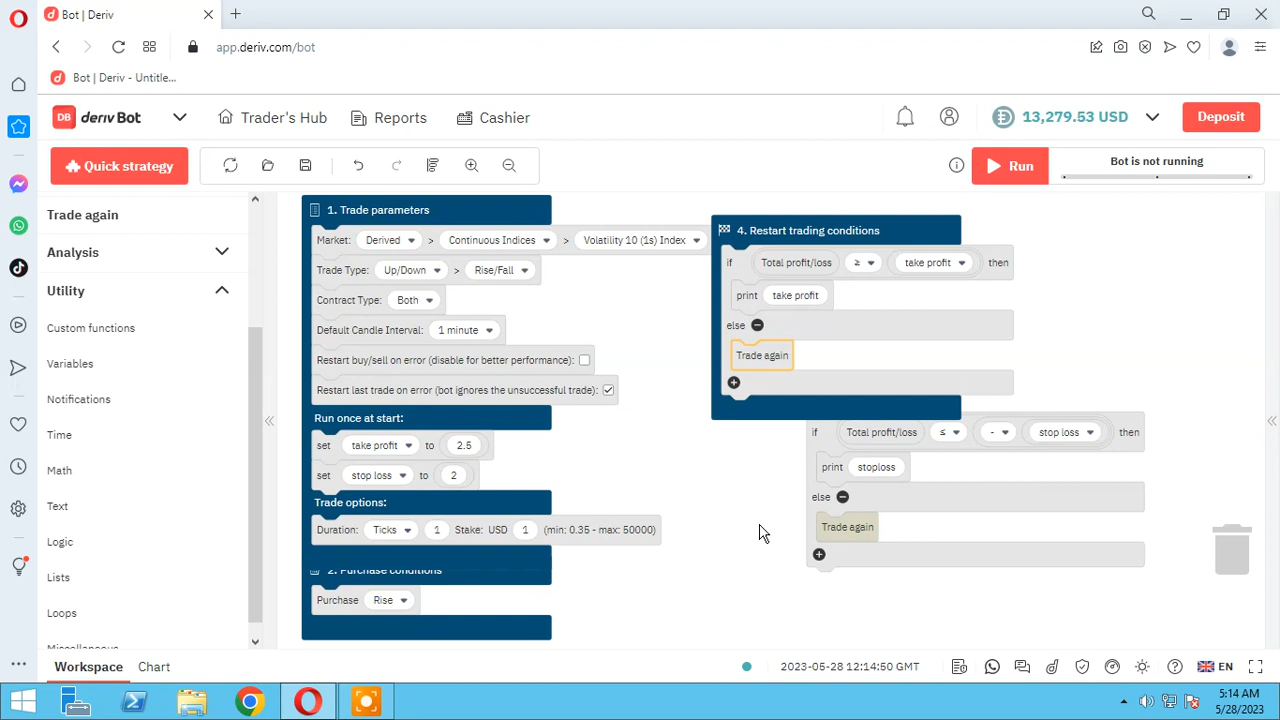 Bot | Deriv
app.deriv.com/bot
Bot | Deriv - Untitle...
DB deriv Bot
Trader's Hub
Reports
Cashier
13,279.53 USD
Deposit
Quick strategy
Run
Bot is not running
Trade again
Analysis
Utility
Custom functions
Variables
Notifications
Time
Math
Text
Logic
Lists
Loops
1. Trade parameters
Market: Derived > Continuous Indices > Volatility 10 (1s) Index
Trade Type: Up/Down > Rise/Fall
Contract Type: Both
Default Candle Interval: 1 minute
Restart buy/sell on error (disable for better performance):
Restart last trade on error (bot ignores the unsuccessful trade):
Run once at start:
set take profit to 2.5
set stop loss to 2
Trade options:
Duration: Ticks 1 Stake: USD 1 (min: 0.35 - max: 50000)
2. Purchase conditions
Purchase Rise
4. Restart trading conditions
if Total profit/loss ≥ take profit then
print take profit
else
Trade again
if Total profit/loss ≤ - stop loss then
print stoploss
else
Trade again
Workspace
Chart
2023-05-28 12:14:50 GMT
EN
5:14 AM
5/28/2023